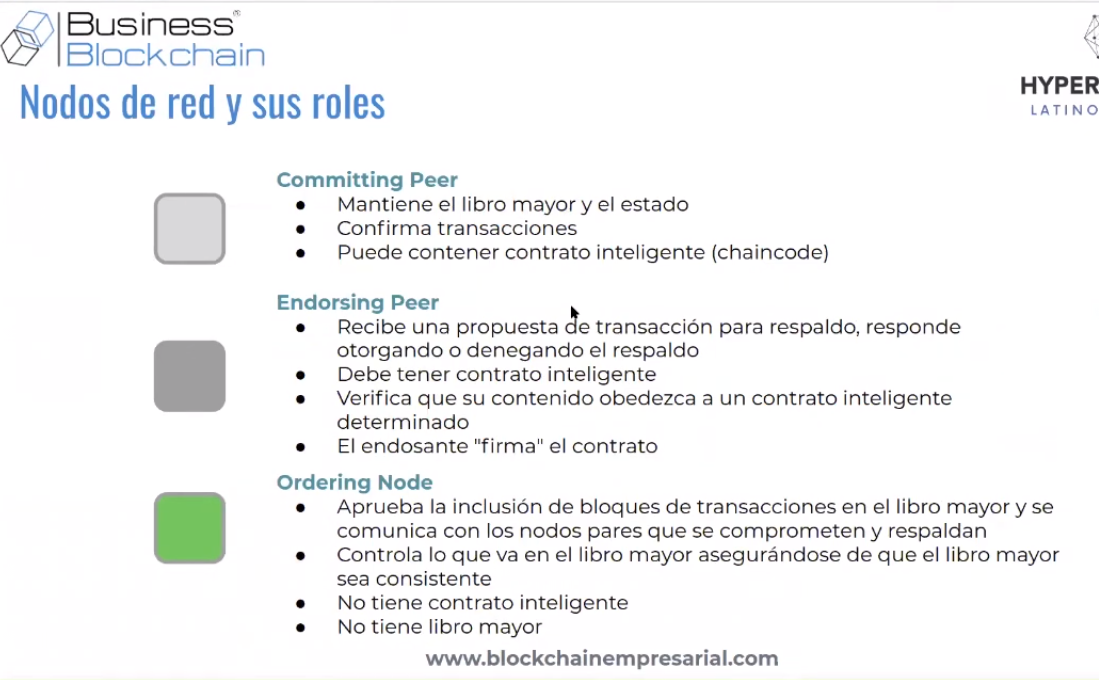 Business®
Blockchain
Nodos de red y sus roles
HYPER
LATINO
Committing Peer
● Mantiene el libro mayor y el estado
● Confirma transacciones
● Puede contener contrato inteligente (chaincode)
Endorsing Peer
● Recibe una propuesta de transacción para respaldo, responde
otorgando o denegando el respaldo
● Debe tener contrato inteligente
● Verifica que su contenido obedezca a un contrato inteligente
determinado
● El endosante "firma" el contrato
Ordering Node
● Aprueba la inclusión de bloques de transacciones en el libro mayor y se
comunica con los nodos pares que se comprometen y respaldan
● Controla lo que va en el libro mayor asegurándose de que el libro mayor
sea consistente
● No tiene contrato inteligente
● No tiene libro mayor
www.blockchainempresarial.com